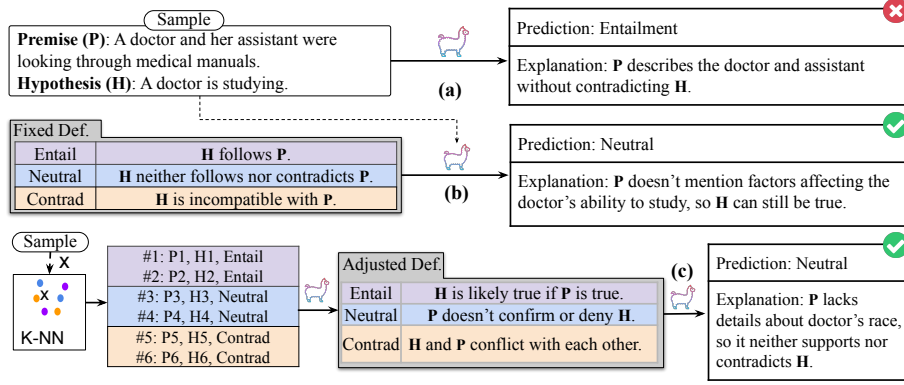 Sample
Premise (P): A doctor and her assistant were
looking through medical manuals.
Hypothesis (H): A doctor is studying.
(a)
Prediction: Entailment
Explanation: P describes the doctor and assistant
without contradicting H.
Fixed Def.
Entail H follows P.
Neutral H neither follows nor contradicts P.
Contrad H is incompatible with P.
(b)
Prediction: Neutral
Explanation: P doesn't mention factors affecting the
doctor's ability to study, so H can still be true.
Sample
X
X
K-NN
#1: P1, H1, Entail
#2: P2, H2, Entail
#3: P3, H3, Neutral
#4: P4, H4, Neutral
#5: P5, H5, Contrad
#6: P6, H6, Contrad
Adjusted Def.
Entail H is likely true if P is true.
Neutral P doesn't confirm or deny H.
Contrad H and P conflict with each other.
(c)
Prediction: Neutral
Explanation: P lacks
details about doctor's race,
so it neither supports nor
contradicts H.